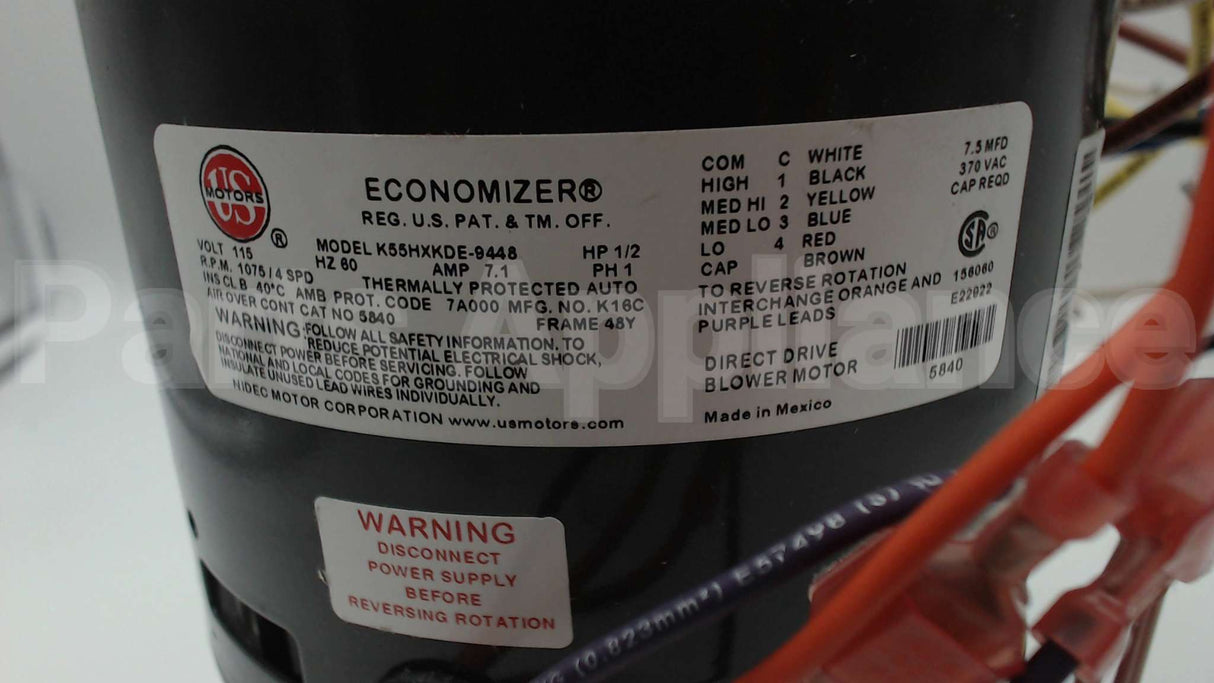 US
MOTORS
®
ECONOMIZER®
REG. U.S. PAT. & TM. OFF.
VOLT 115 MODEL K55HXKDE-9448 HP 1/2
R.P.M. 1075 / 4 SPD HZ 60 AMP 7.1 PH 1
INS CL B 40°C AMB THERMALLY PROTECTED AUTO
AIR OVER CONT PROT. CODE 7A000 MFG. NO. K16C
CAT NO 5840 FRAME 48Y
WARNING: FOLLOW ALL SAFETY INFORMATION. TO
REDUCE POTENTIAL ELECTRICAL SHOCK,
DISCONNECT POWER BEFORE SERVICING. FOLLOW
NATIONAL AND LOCAL CODES FOR GROUNDING AND
INSULATE UNUSED LEAD WIRES INDIVIDUALLY.
NIDEC MOTOR CORPORATION www.usmotors.com
COM C WHITE
HIGH 1 BLACK
MED HI 2 YELLOW
MED LO 3 BLUE
LO 4 RED
CAP BROWN
7.5 MFD
370 VAC
CAP REQD
SA®
TO REVERSE ROTATION
INTERCHANGE ORANGE AND
PURPLE LEADS
156060
E22922
DIRECT DRIVE
BLOWER MOTOR
5840
Made in Mexico
WARNING
DISCONNECT
POWER SUPPLY
BEFORE
REVERSING ROTATION
(0.823mm²) E57498 (S)
Appliance